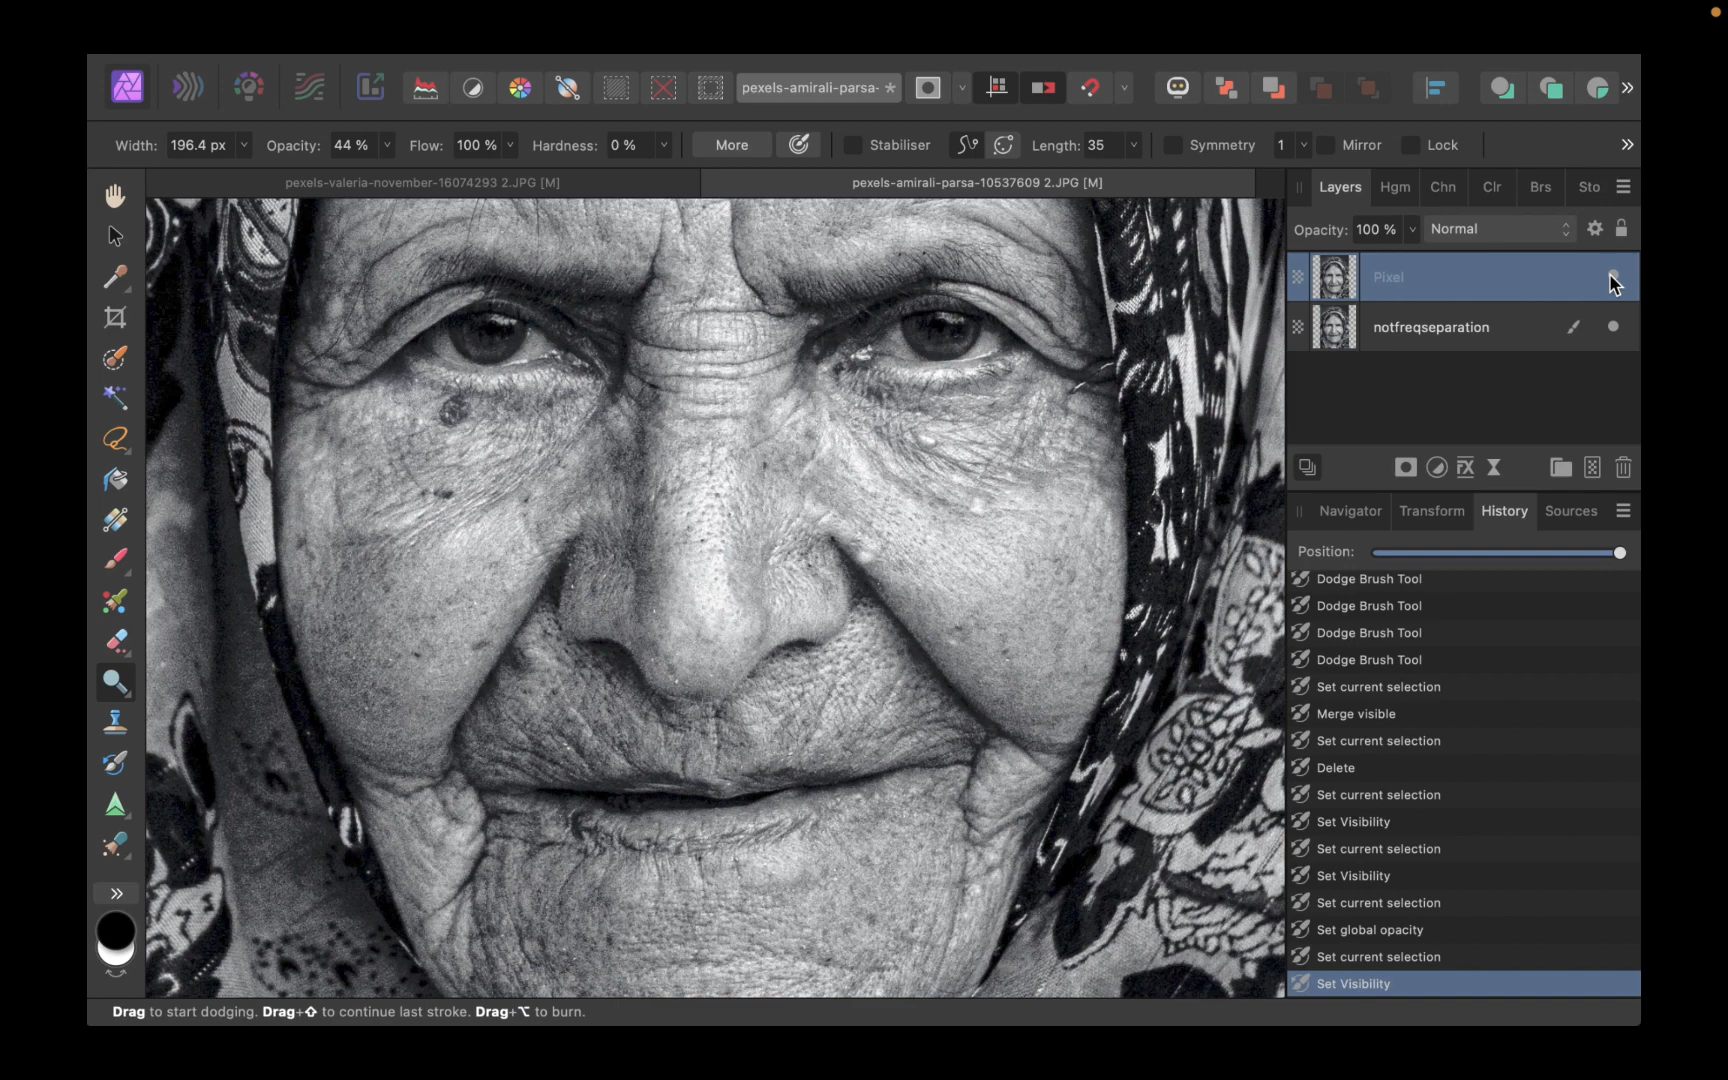 pexels-amirali-parsa- *
Width: 196.4 px Opacity: 44 % Flow: 100 % Hardness: 0 % More Stabiliser Length: 35 Symmetry 1 Mirror Lock
pexels-valeria-november-16074293 2.JPG [M]
pexels-amirali-parsa-10537609 2.JPG [M]
Layers Hgm Chn Clr Brs Sto
Opacity: 100 % Normal
Pixel
notfreqseparation
Navigator Transform History Sources
Position:
Dodge Brush Tool
Dodge Brush Tool
Dodge Brush Tool
Dodge Brush Tool
Set current selection
Merge visible
Set current selection
Delete
Set current selection
Set Visibility
Set current selection
Set Visibility
Set current selection
Set global opacity
Set current selection
Set Visibility
Drag to start dodging. Drag+⇧ to continue last stroke. Drag+⌥ to burn.